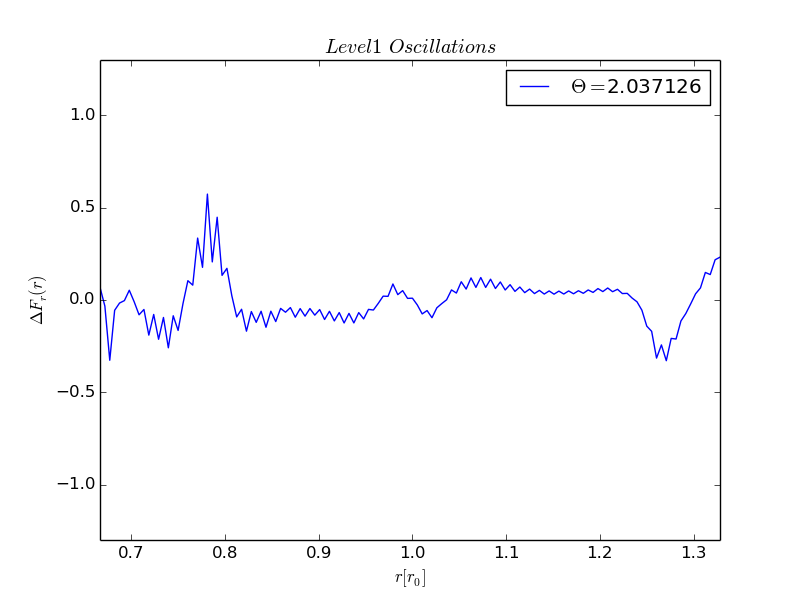 Level1 Oscillations
Θ = 2.037126
1.0
0.5
0.0
−0.5
−1.0
ΔF_r(r)
0.7 0.8 0.9 1.0 1.1 1.2 1.3
r[r_0]